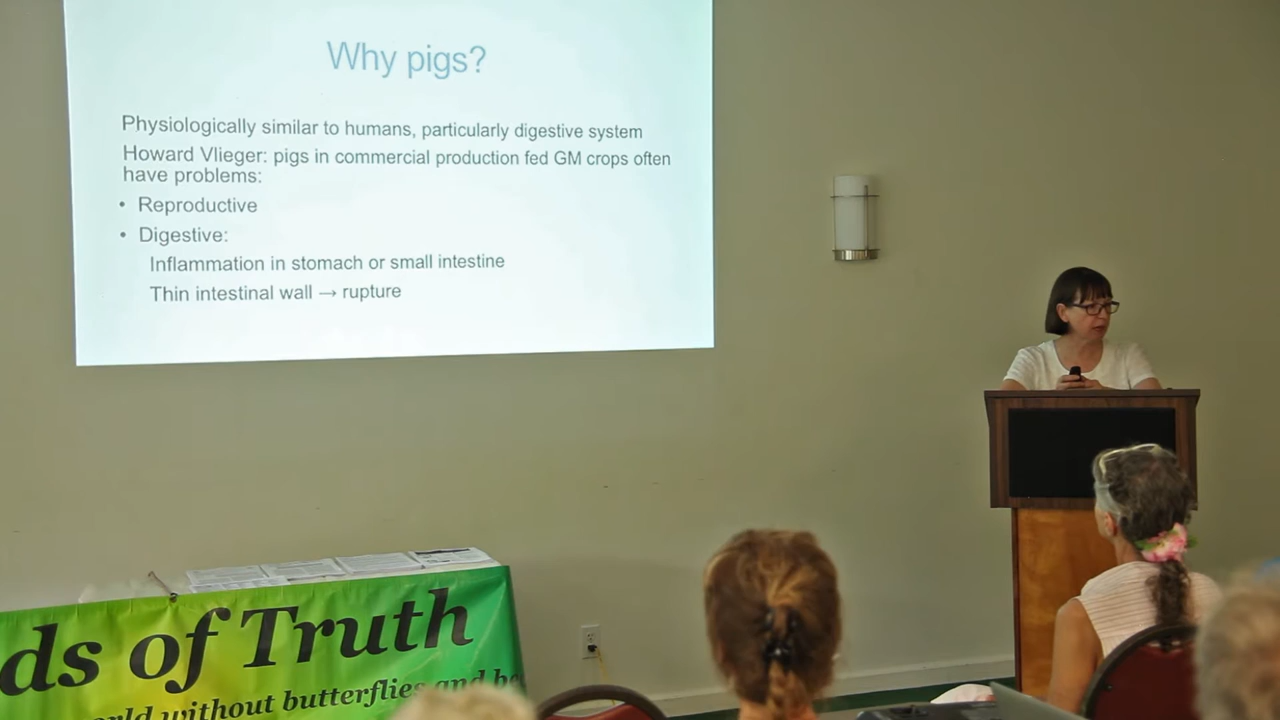 Why pigs?
Physiologically similar to humans, particularly digestive system
Howard Vlieger: pigs in commercial production fed GM crops often
have problems:
• Reproductive
• Digestive:
Inflammation in stomach or small intestine
Thin intestinal wall → rupture
ds of Truth
without butterflies and